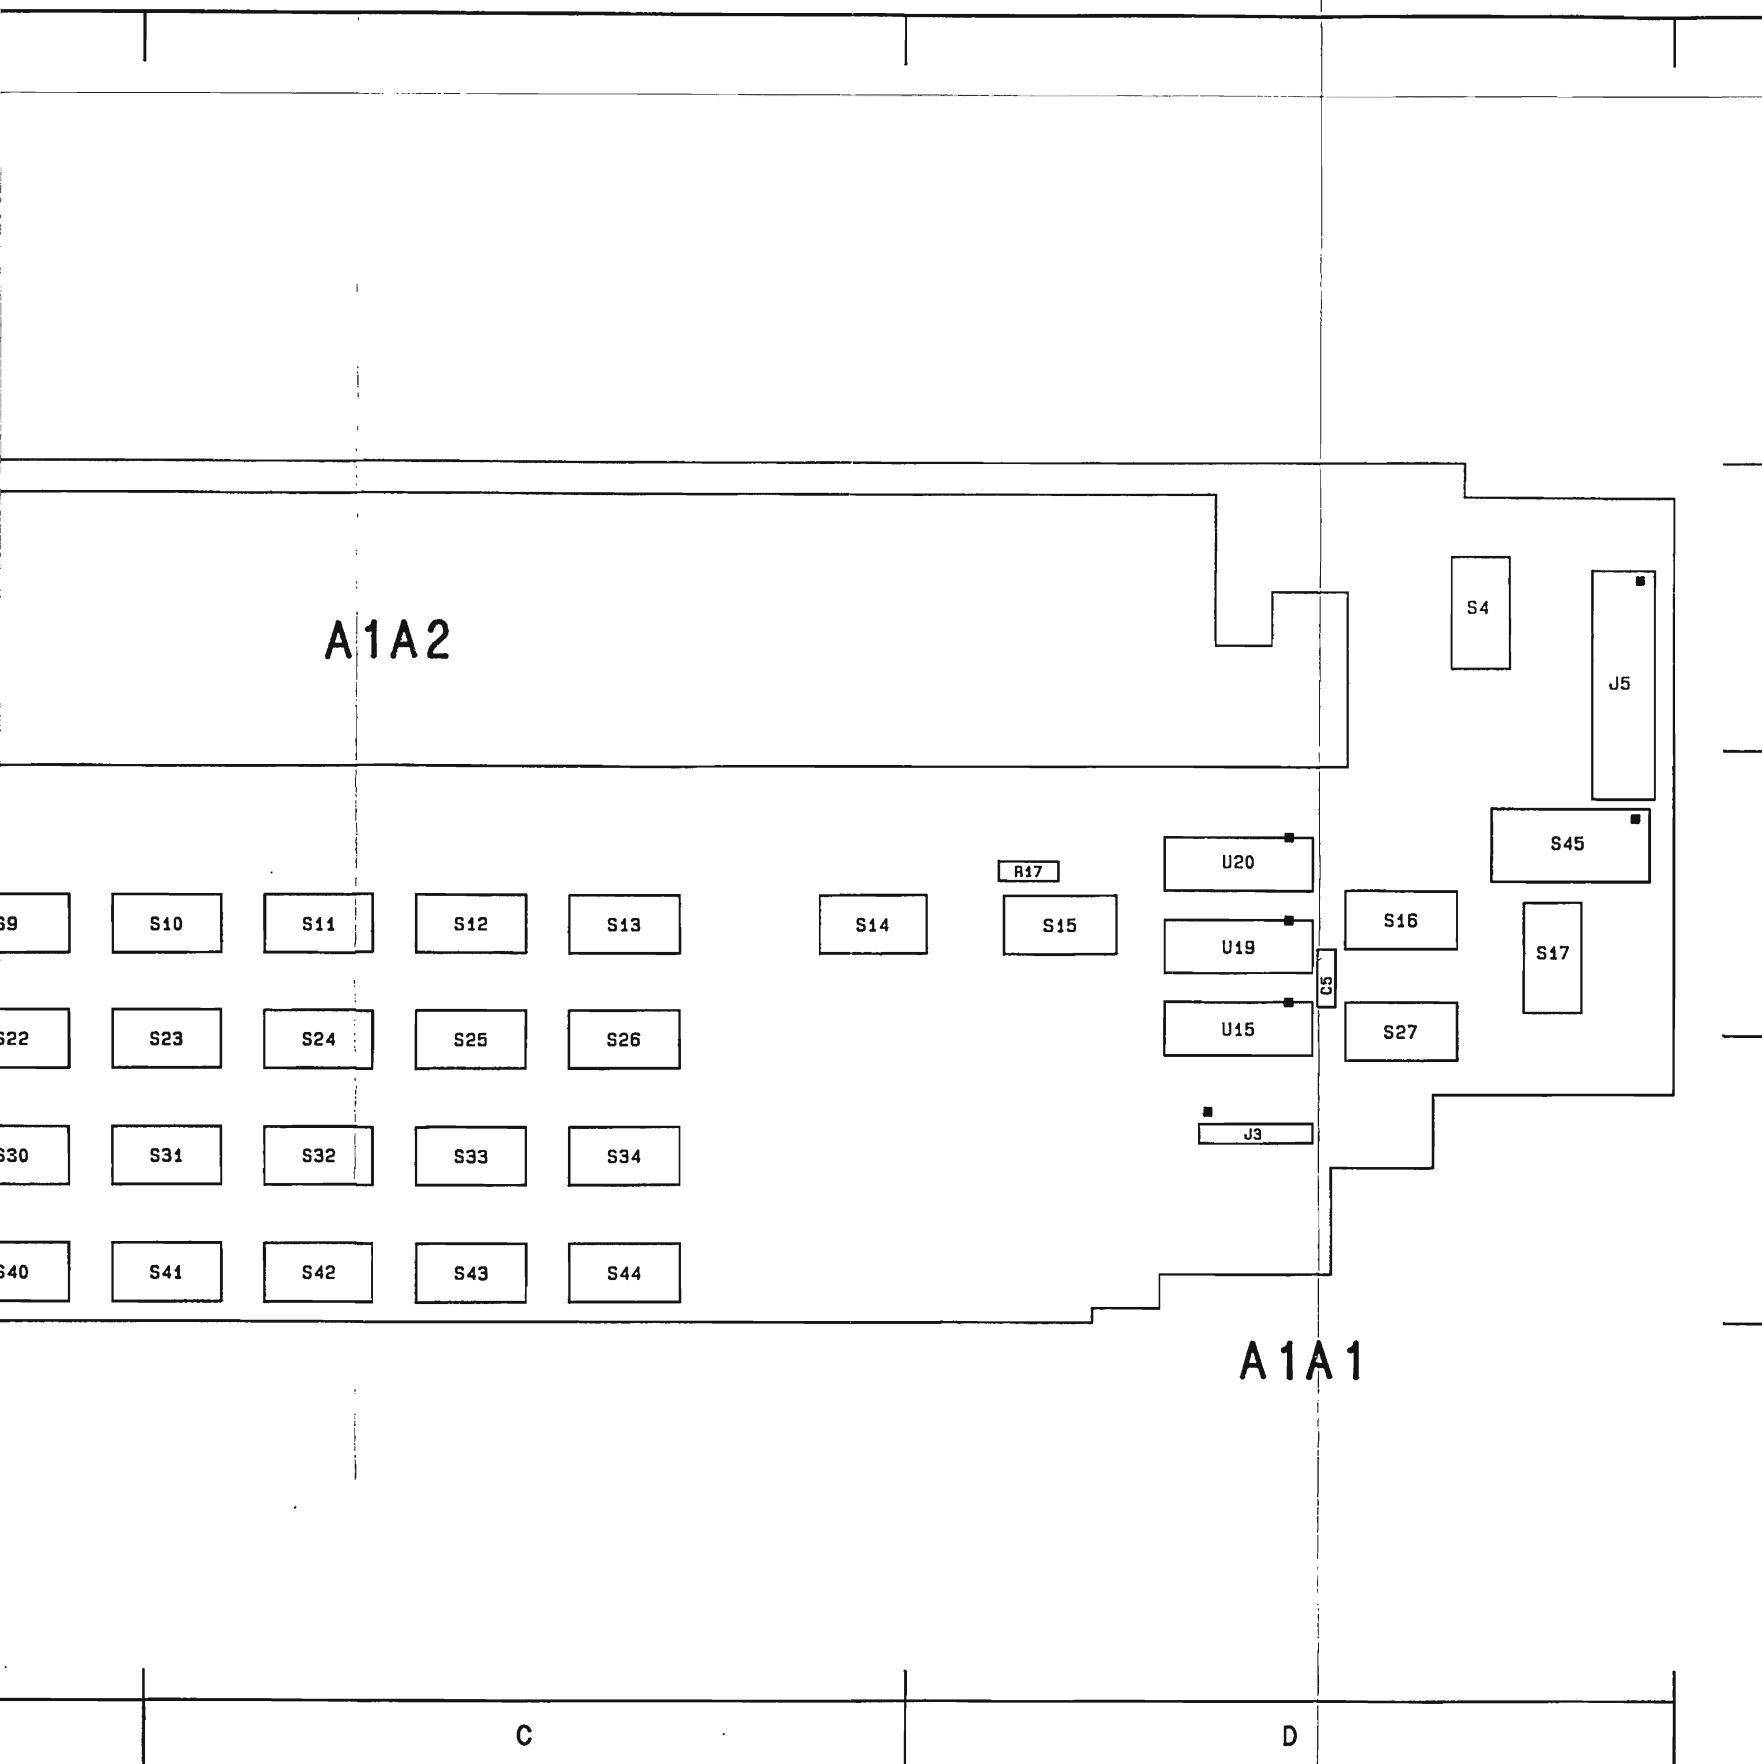 S4
A1A2
J5
S45
U20
R17
S9 S10 S11 S12 S13 S14 S15 S16
U19
S17
C5
U15 S27
S22 S23 S24 S25 S26
J3
S30 S31 S32 S33 S34
S40 S41 S42 S43 S44
A1A1
C D